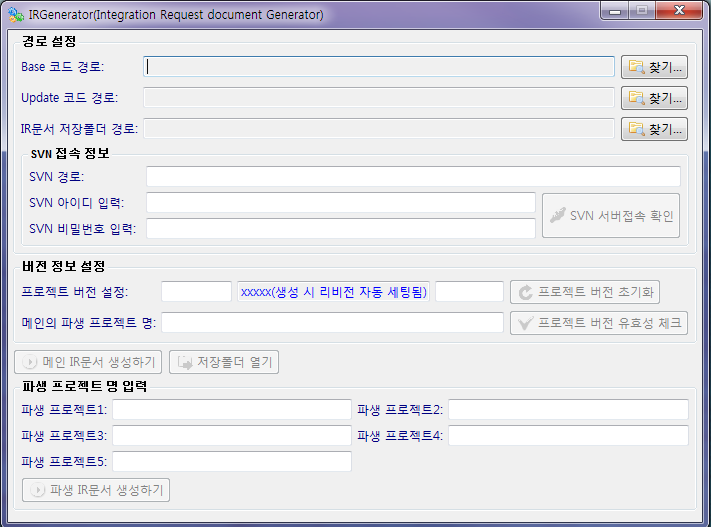 IRGenerator(Integration Request document Generator)
경로 설정
Base 코드 경로: 찾기...
Update 코드 경로: 찾기...
IR문서 저장폴더 경로: 찾기...
SVN 접속 정보
SVN 경로:
SVN 아이디 입력:
SVN 서버접속 확인
SVN 비밀번호 입력:
버전 정보 설정
프로젝트 버전 설정: xxxxx(생성 시 리비전 자동 세팅됨) 프로젝트 버전 초기화
메인의 파생 프로젝트 명: 프로젝트 버전 유효성 체크
메인 IR문서 생성하기 저장폴더 열기
파생 프로젝트 명 입력
파생 프로젝트1: 파생 프로젝트2:
파생 프로젝트3: 파생 프로젝트4:
파생 프로젝트5:
파생 IR문서 생성하기